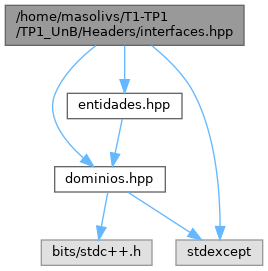 /home/masolivs/T1-TP1
/TP1_UnB/Headers/interfaces.hpp
entidades.hpp
dominios.hpp
bits/stdc++.h
stdexcept